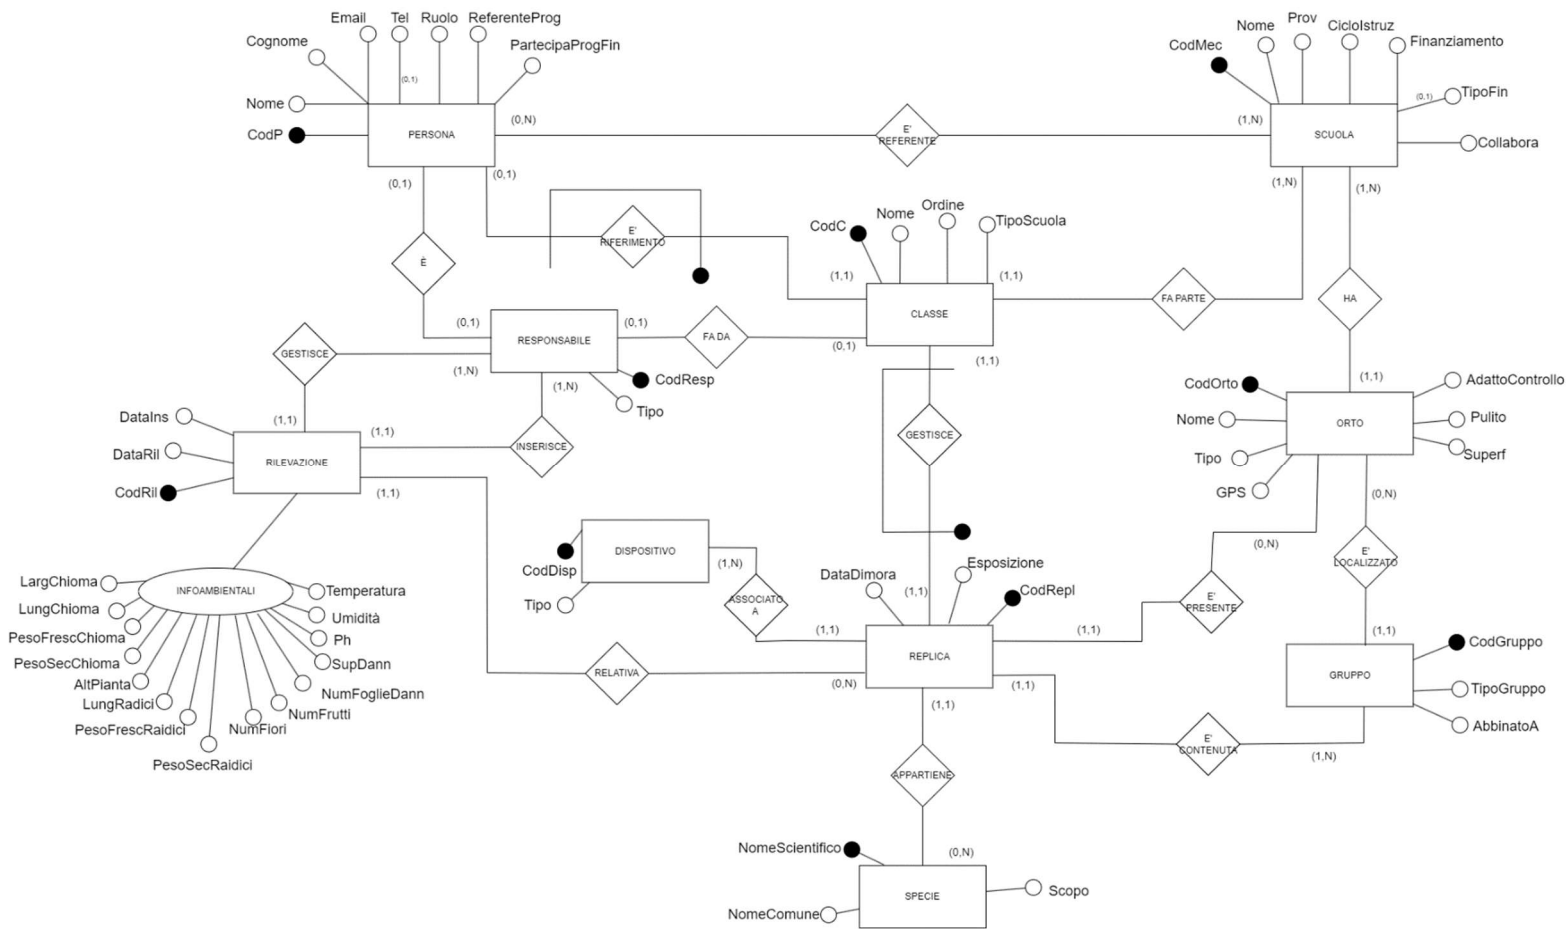 Email
Tel
Ruolo
ReferenteProg
Cognome
PartecipaProgFin
(0,1)
Nome
CodP
PERSONA
(0,N)
(0,1)
(0,1)
E'
REFERENTE
Nome
Prov
CicloIstruz
Finanziamento
CodMec
(0,1)
TipoFin
(1,N)
SCUOLA
Collabora
(1,N)
(1,N)
È
E'
RIFERIMENTO
CodC
Nome
Ordine
TipoScuola
(1,1)
(1,1)
CLASSE
FA PARTE
HA
(0,1)
(0,1)
RESPONSABILE
FA DA
(0,1)
(1,1)
GESTISCE
(1,N)
(1,N)
CodResp
Tipo
(1,1)
CodOrto
AdattoControllo
Nome
ORTO
Pulito
Tipo
Superf
GPS
DataIns
(1,1)
(1,1)
INSERISCE
DataRil
RILEVAZIONE
CodRil
(1,1)
GESTISCE
(0,N)
(0,N)
DISPOSITIVO
CodDisp
(1,N)
Tipo
ASSOCIATO
A
E'
LOCALIZZATO
DataDimora
Esposizione
CodRepl
(1,1)
E'
PRESENTE
LargChioma
INFOAMBIENTALI
Temperatura
LungChioma
Umidità
PesoFrescChioma
Ph
PesoSecChioma
SupDann
AltPianta
NumFoglieDann
LungRadici
NumFrutti
PesoFrescRaidici
NumFiori
PesoSecRaidici
(1,1)
REPLICA
(1,1)
(1,1)
RELATIVA
(0,N)
(1,1)
(1,1)
CodGruppo
GRUPPO
TipoGruppo
AbbinatoA
E'
CONTENUTA
(1,N)
APPARTIENE
NomeScientifico
(0,N)
SPECIE
Scopo
NomeComune